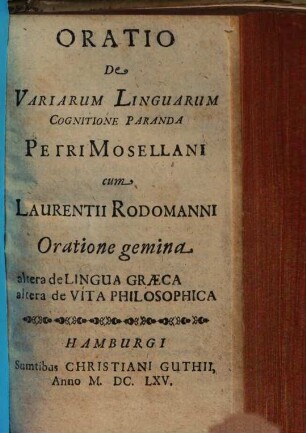 ORATIO
De
VARIARUM LINGUARUM
COGNITIONE PARANDA
PETRI MOSELLANI
cum
LAURENTII RODOMANNI
Oratione gemina
altera de LINGUA GRÆCA
altera de VITA PHILOSOPHICA
HAMBURGI
Sumtibus CHRISTIANI GUTHII,
Anno M. DC. LXV.